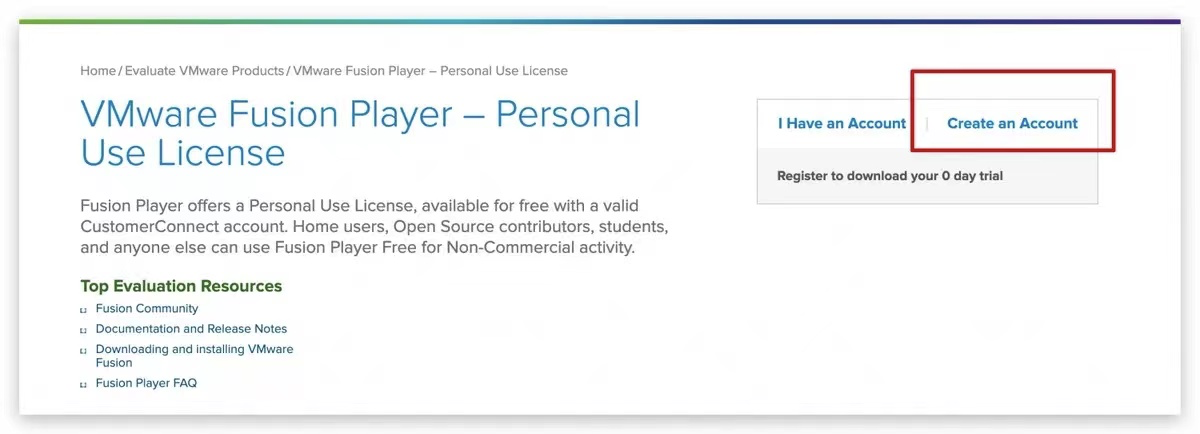 Home / Evaluate VMware Products / VMware Fusion Player – Personal Use License
VMware Fusion Player – Personal
Use License
I Have an Account | Create an Account
Register to download your 0 day trial
Fusion Player offers a Personal Use License, available for free with a valid
CustomerConnect account. Home users, Open Source contributors, students,
and anyone else can use Fusion Player Free for Non-Commercial activity.
Top Evaluation Resources
Fusion Community
Documentation and Release Notes
Downloading and installing VMware
Fusion
Fusion Player FAQ